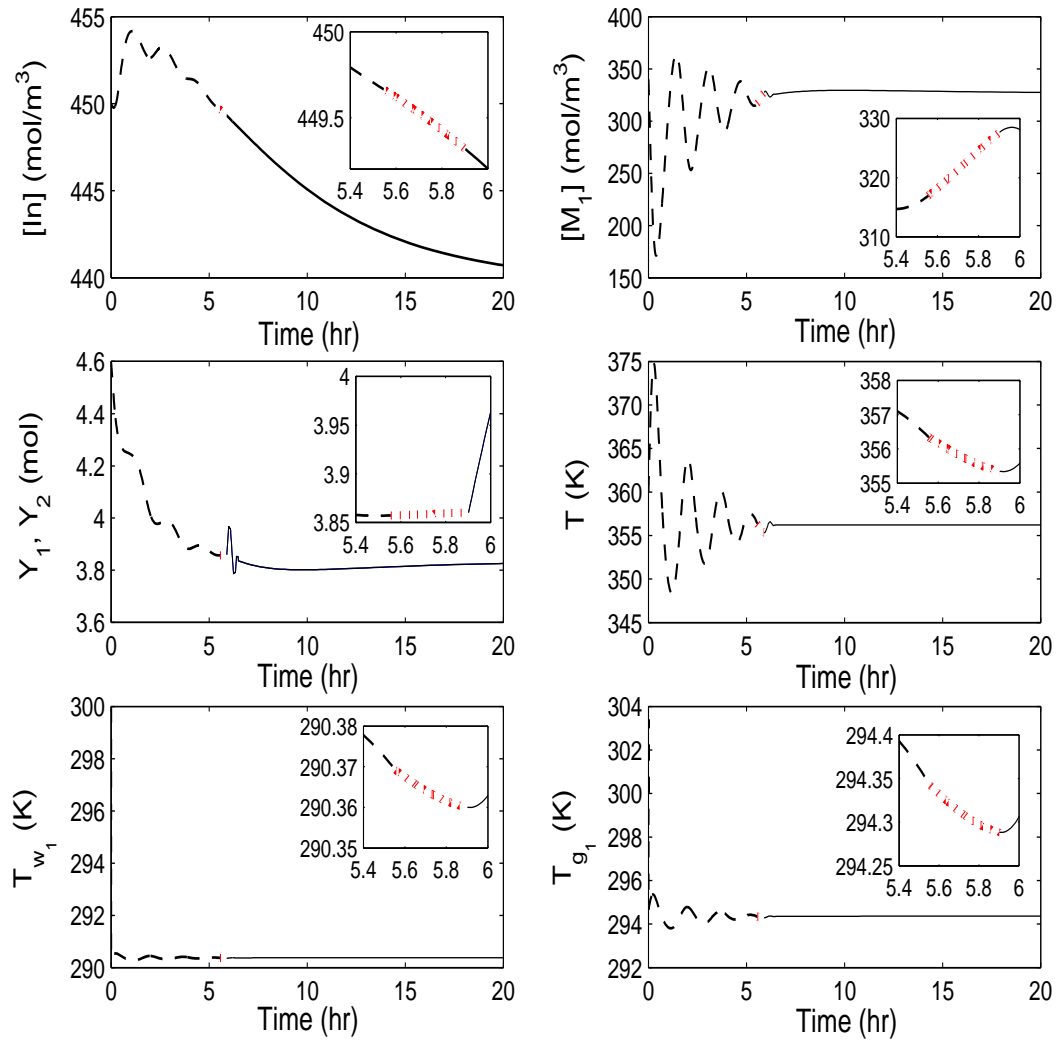 455
450
445
440
[In] (mol/m³)
0 5 10 15 20
Time (hr)
450
449.5
5.4 5.6 5.8 6
400
350
300
250
200
150
[M₁] (mol/m³)
0 5 10 15 20
Time (hr)
330
320
310
5.4 5.6 5.8 6
4.6
4.4
4.2
4
3.8
3.6
Y₁, Y₂ (mol)
0 5 10 15 20
Time (hr)
4
3.95
3.9
3.85
5.4 5.6 5.8 6
375
370
365
360
355
350
345
T (K)
0 5 10 15 20
Time (hr)
358
357
356
355
5.4 5.6 5.8 6
300
298
296
294
292
290
T_w₁ (K)
0 5 10 15 20
Time (hr)
290.38
290.37
290.36
290.35
5.4 5.6 5.8 6
304
302
300
298
296
294
292
T_g₁ (K)
0 5 10 15 20
Time (hr)
294.4
294.35
294.3
294.25
5.4 5.6 5.8 6